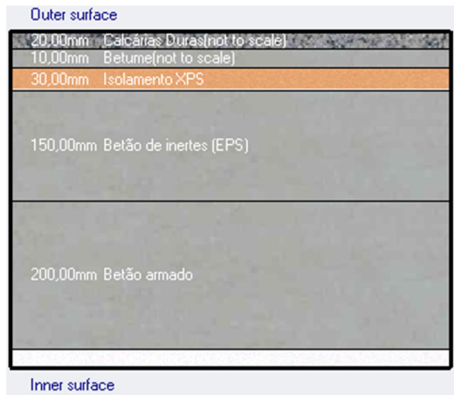 Outer surface
20,00mm Calcárias Duras(not to scale)
10,00mm Betume(not to scale)
30,00mm Isolamento XPS
150,00mm Betão de inertes (EPS)
200,00mm Betão armado
Inner surface